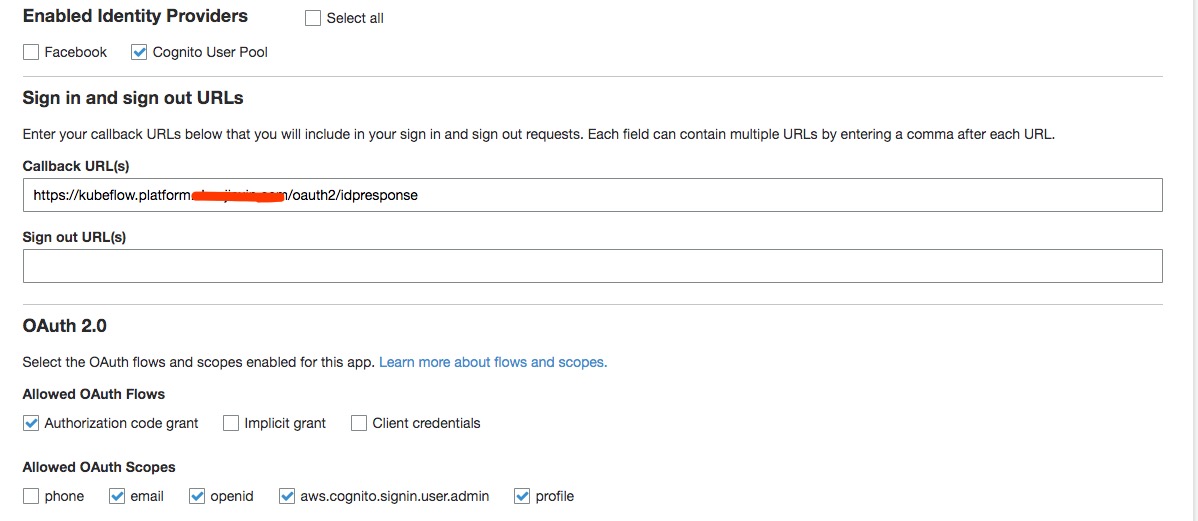 Enabled Identity Providers Select all
Facebook Cognito User Pool
Sign in and sign out URLs
Enter your callback URLs below that you will include in your sign in and sign out requests. Each field can contain multiple URLs by entering a comma after each URL.
Callback URL(s)
https://kubeflow.platform. /oauth2/idpresponse
Sign out URL(s)
OAuth 2.0
Select the OAuth flows and scopes enabled for this app. Learn more about flows and scopes.
Allowed OAuth Flows
Authorization code grant Implicit grant Client credentials
Allowed OAuth Scopes
phone email openid aws.cognito.signin.user.admin profile